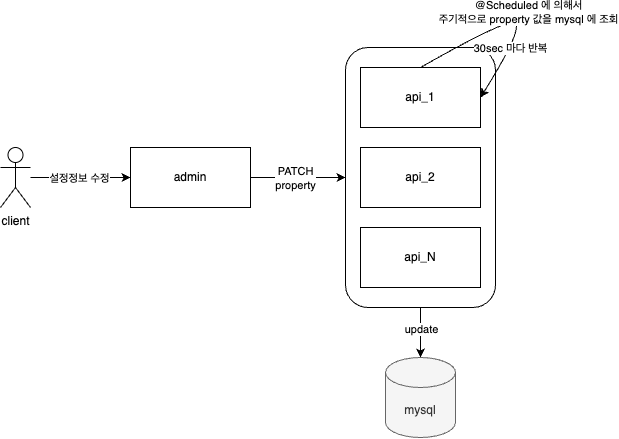 @Scheduled 에 의해서
주기적으로 property 값을 mysql 에 조회
30sec 마다 반복
api_1
client
설정정보 수정
admin
PATCH
property
api_2
api_N
update
mysql